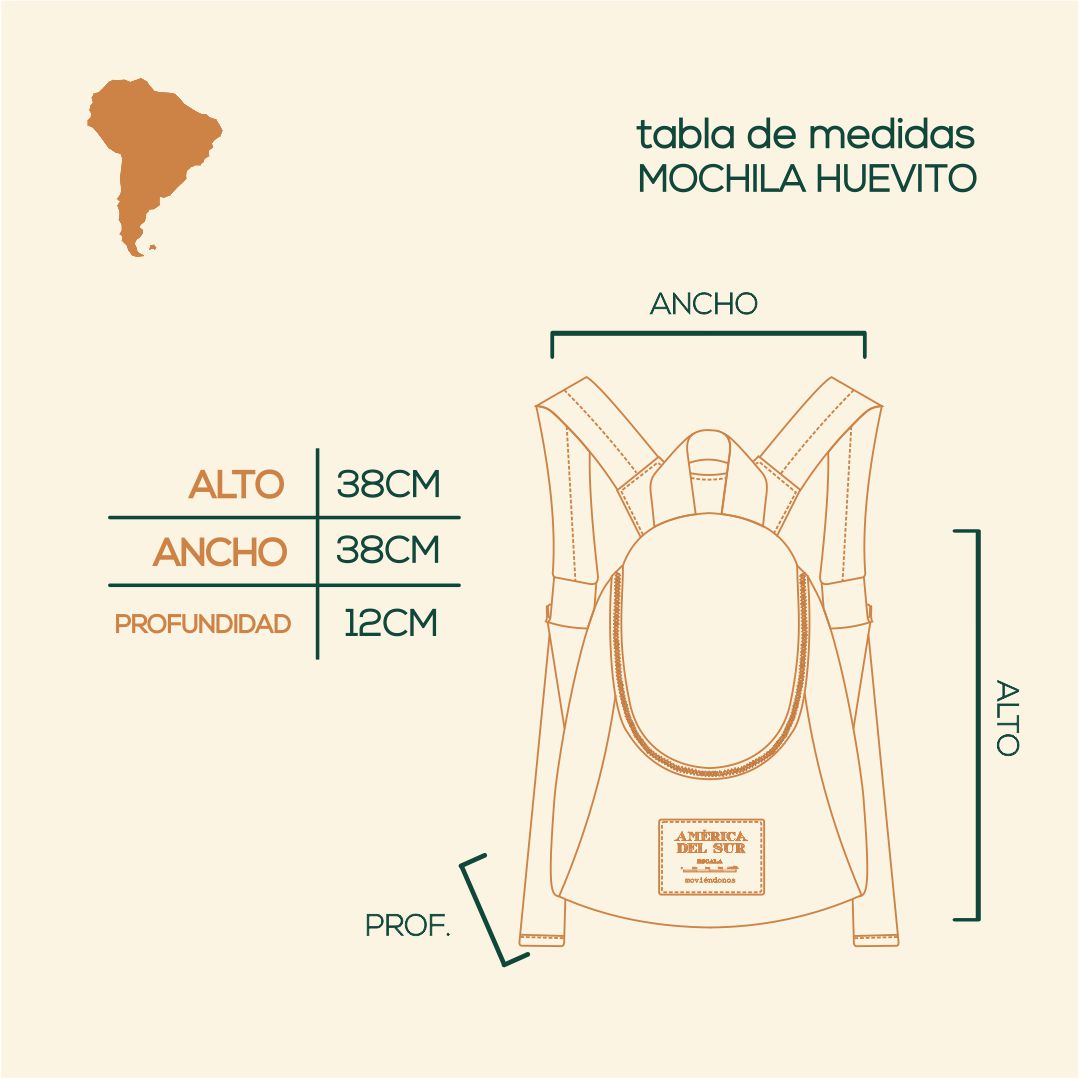 tabla de medidas
MOCHILA HUEVITO
ANCHO
ALTO 38CM
ANCHO 38CM
PROFUNDIDAD 12CM
ALTO
AMÉRICA
DEL SUR
ESCALA
moviéndonos
PROF.